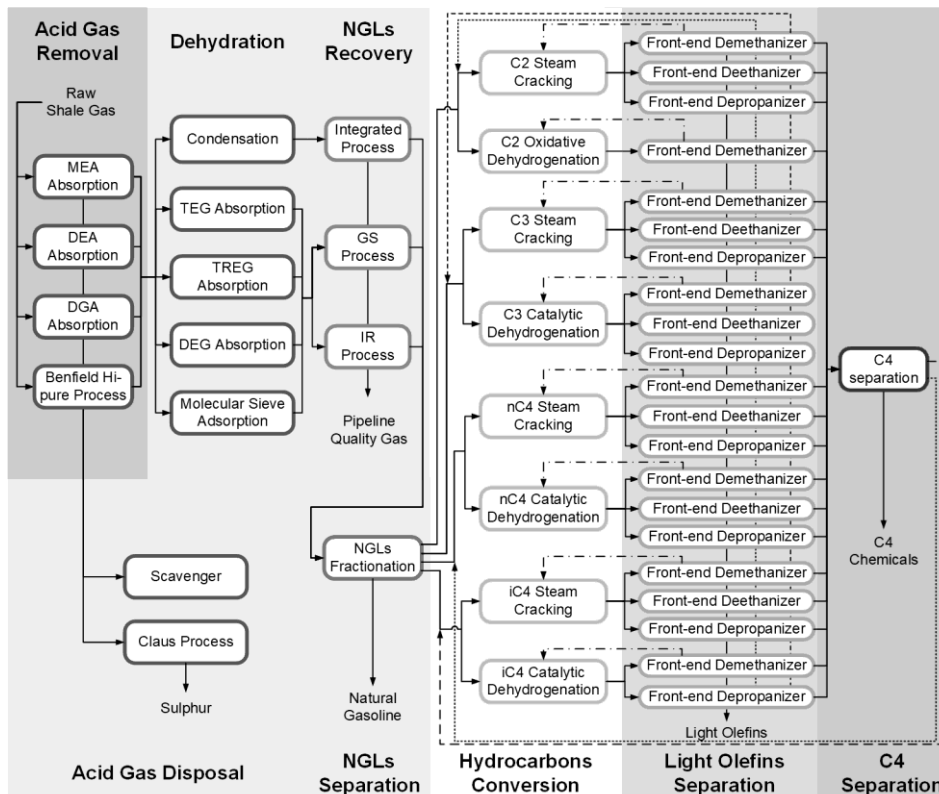 Acid Gas
Removal
Dehydration
NGLs
Recovery
Raw
Shale Gas
MEA
Absorption
DEA
Absorption
DGA
Absorption
Benfield Hi-
pure Process
Condensation
TEG Absorption
TREG
Absorption
DEG Absorption
Molecular Sieve
Adsorption
Integrated
Process
GS
Process
IR
Process
Pipeline
Quality Gas
Scavenger
Claus Process
Sulphur
NGLs
Fractionation
Natural
Gasoline
C2 Steam
Cracking
C2 Oxidative
Dehydrogenation
C3 Steam
Cracking
C3 Catalytic
Dehydrogenation
nC4 Steam
Cracking
nC4 Catalytic
Dehydrogenation
iC4 Steam
Cracking
iC4 Catalytic
Dehydrogenation
Front-end Demethanizer
Front-end Deethanizer
Front-end Depropanizer
Front-end Demethanizer
Front-end Demethanizer
Front-end Deethanizer
Front-end Depropanizer
Front-end Demethanizer
Front-end Deethanizer
Front-end Depropanizer
Front-end Demethanizer
Front-end Deethanizer
Front-end Depropanizer
Front-end Demethanizer
Front-end Deethanizer
Front-end Depropanizer
Front-end Demethanizer
Front-end Deethanizer
Front-end Depropanizer
Front-end Demethanizer
Front-end Depropanizer
Light Olefins
C4
separation
C4
Chemicals
Acid Gas Disposal
NGLs
Separation
Hydrocarbons
Conversion
Light Olefins
Separation
C4
Separation